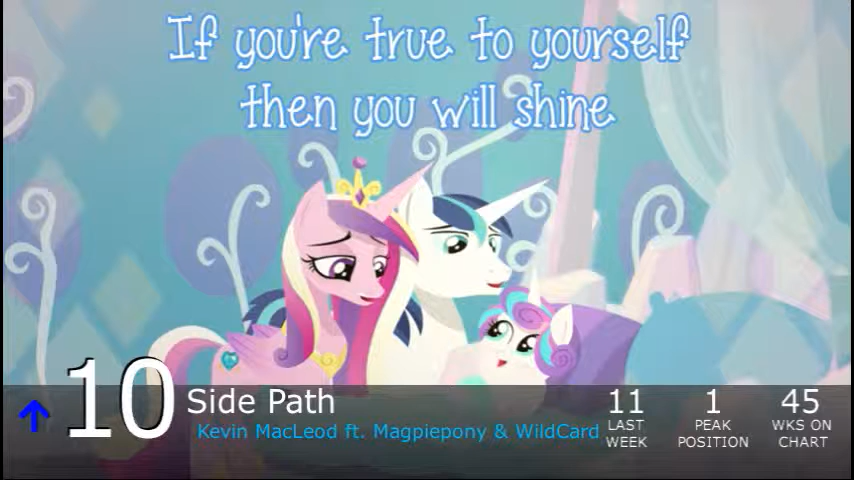 If you're true to yourself
then you will shine
10
Side Path
Kevin MacLeod ft. Magpiepony & WildCard
11
LAST
WEEK
1
PEAK
POSITION
45
WKS ON
CHART